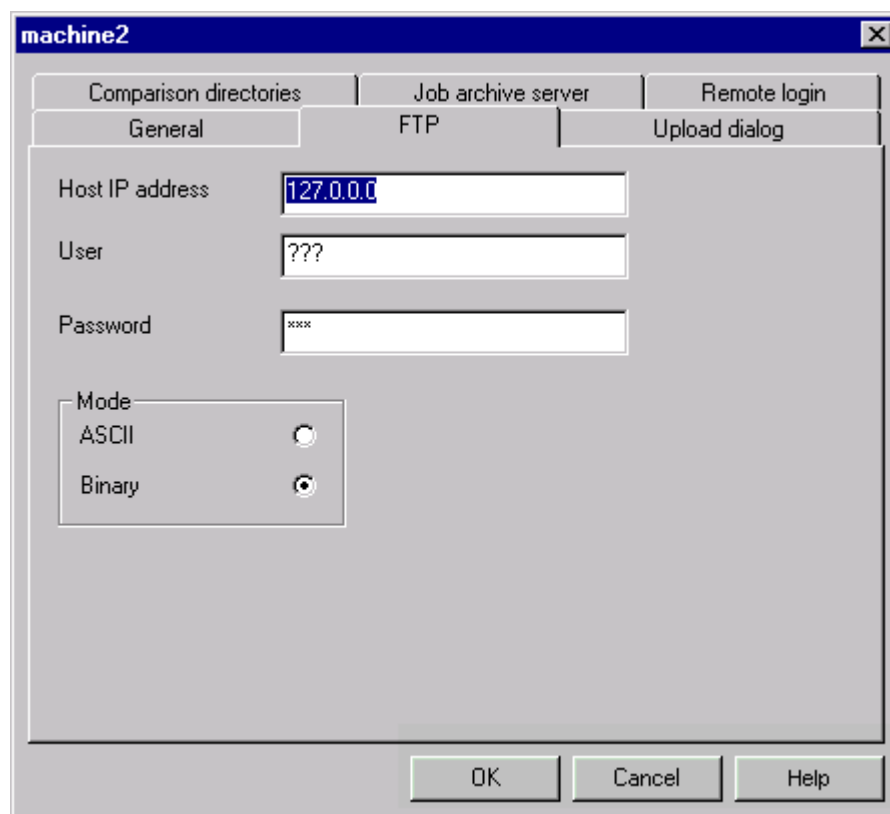 machine2
Comparison directories Job archive server Remote login
General FTP Upload dialog
Host IP address 127.0.0.0
User ???
Password ***
Mode
ASCII
Binary
OK Cancel Help